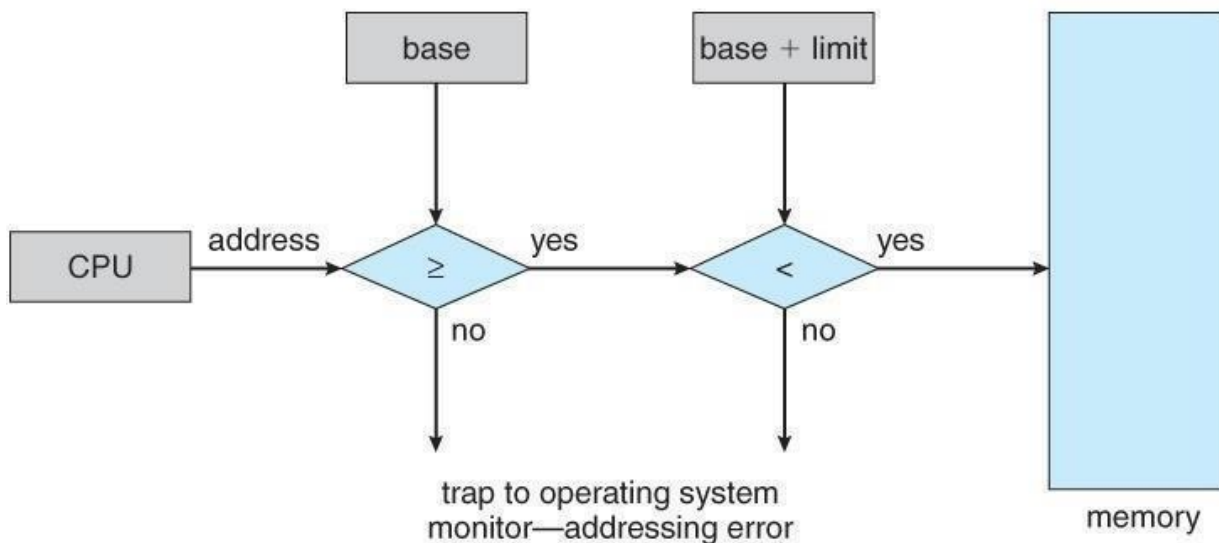 base
base + limit
CPU
address
≥
yes
<
yes
no
no
trap to operating system
monitor—addressing error
memory